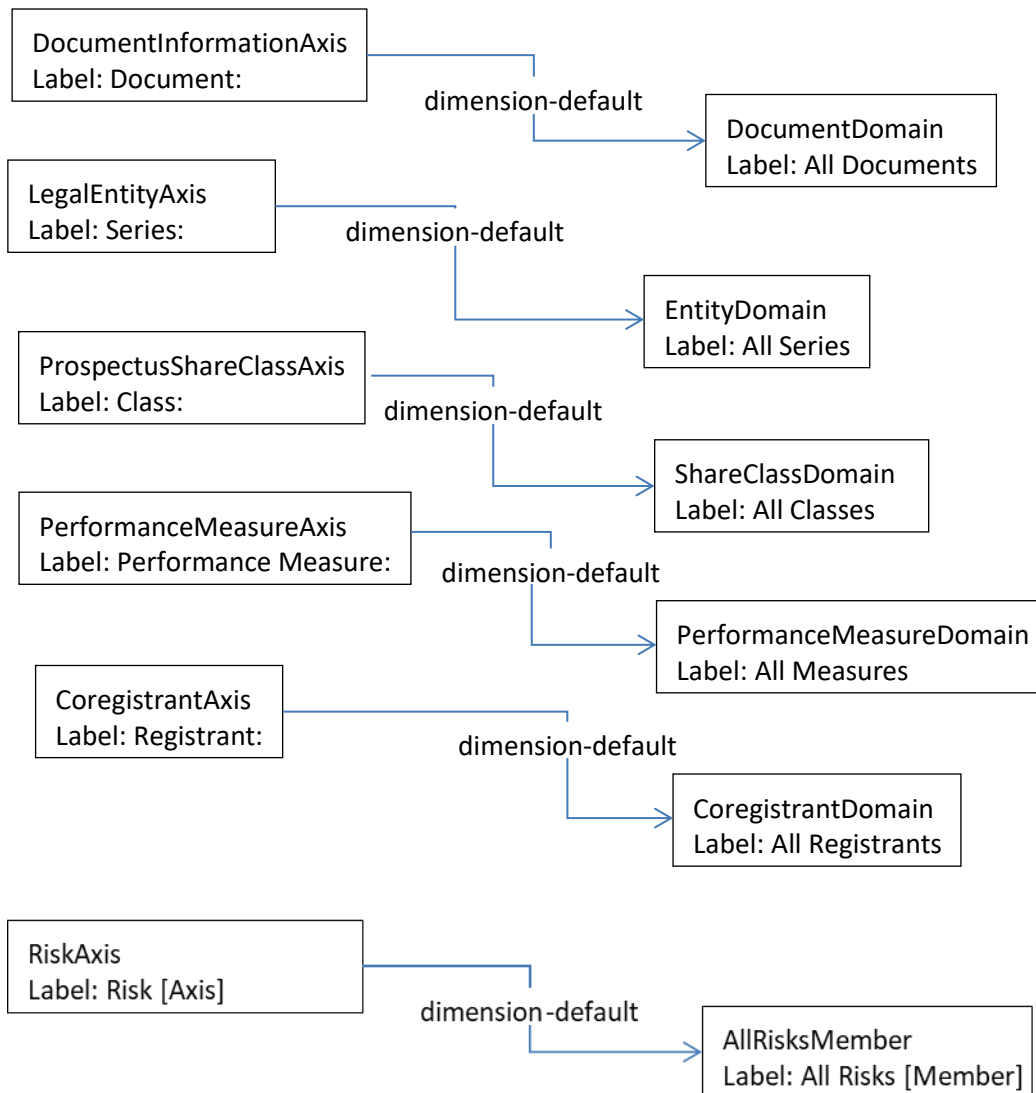 DocumentInformationAxis
Label: Document:
dimension-default
DocumentDomain
Label: All Documents
LegalEntityAxis
Label: Series:
dimension-default
EntityDomain
Label: All Series
ProspectusShareClassAxis
Label: Class:
dimension-default
ShareClassDomain
Label: All Classes
PerformanceMeasureAxis
Label: Performance Measure:
dimension-default
PerformanceMeasureDomain
Label: All Measures
CoregistrantAxis
Label: Registrant:
dimension-default
CoregistrantDomain
Label: All Registrants
RiskAxis
Label: Risk [Axis]
dimension-default
AllRisksMember
Label: All Risks [Member]